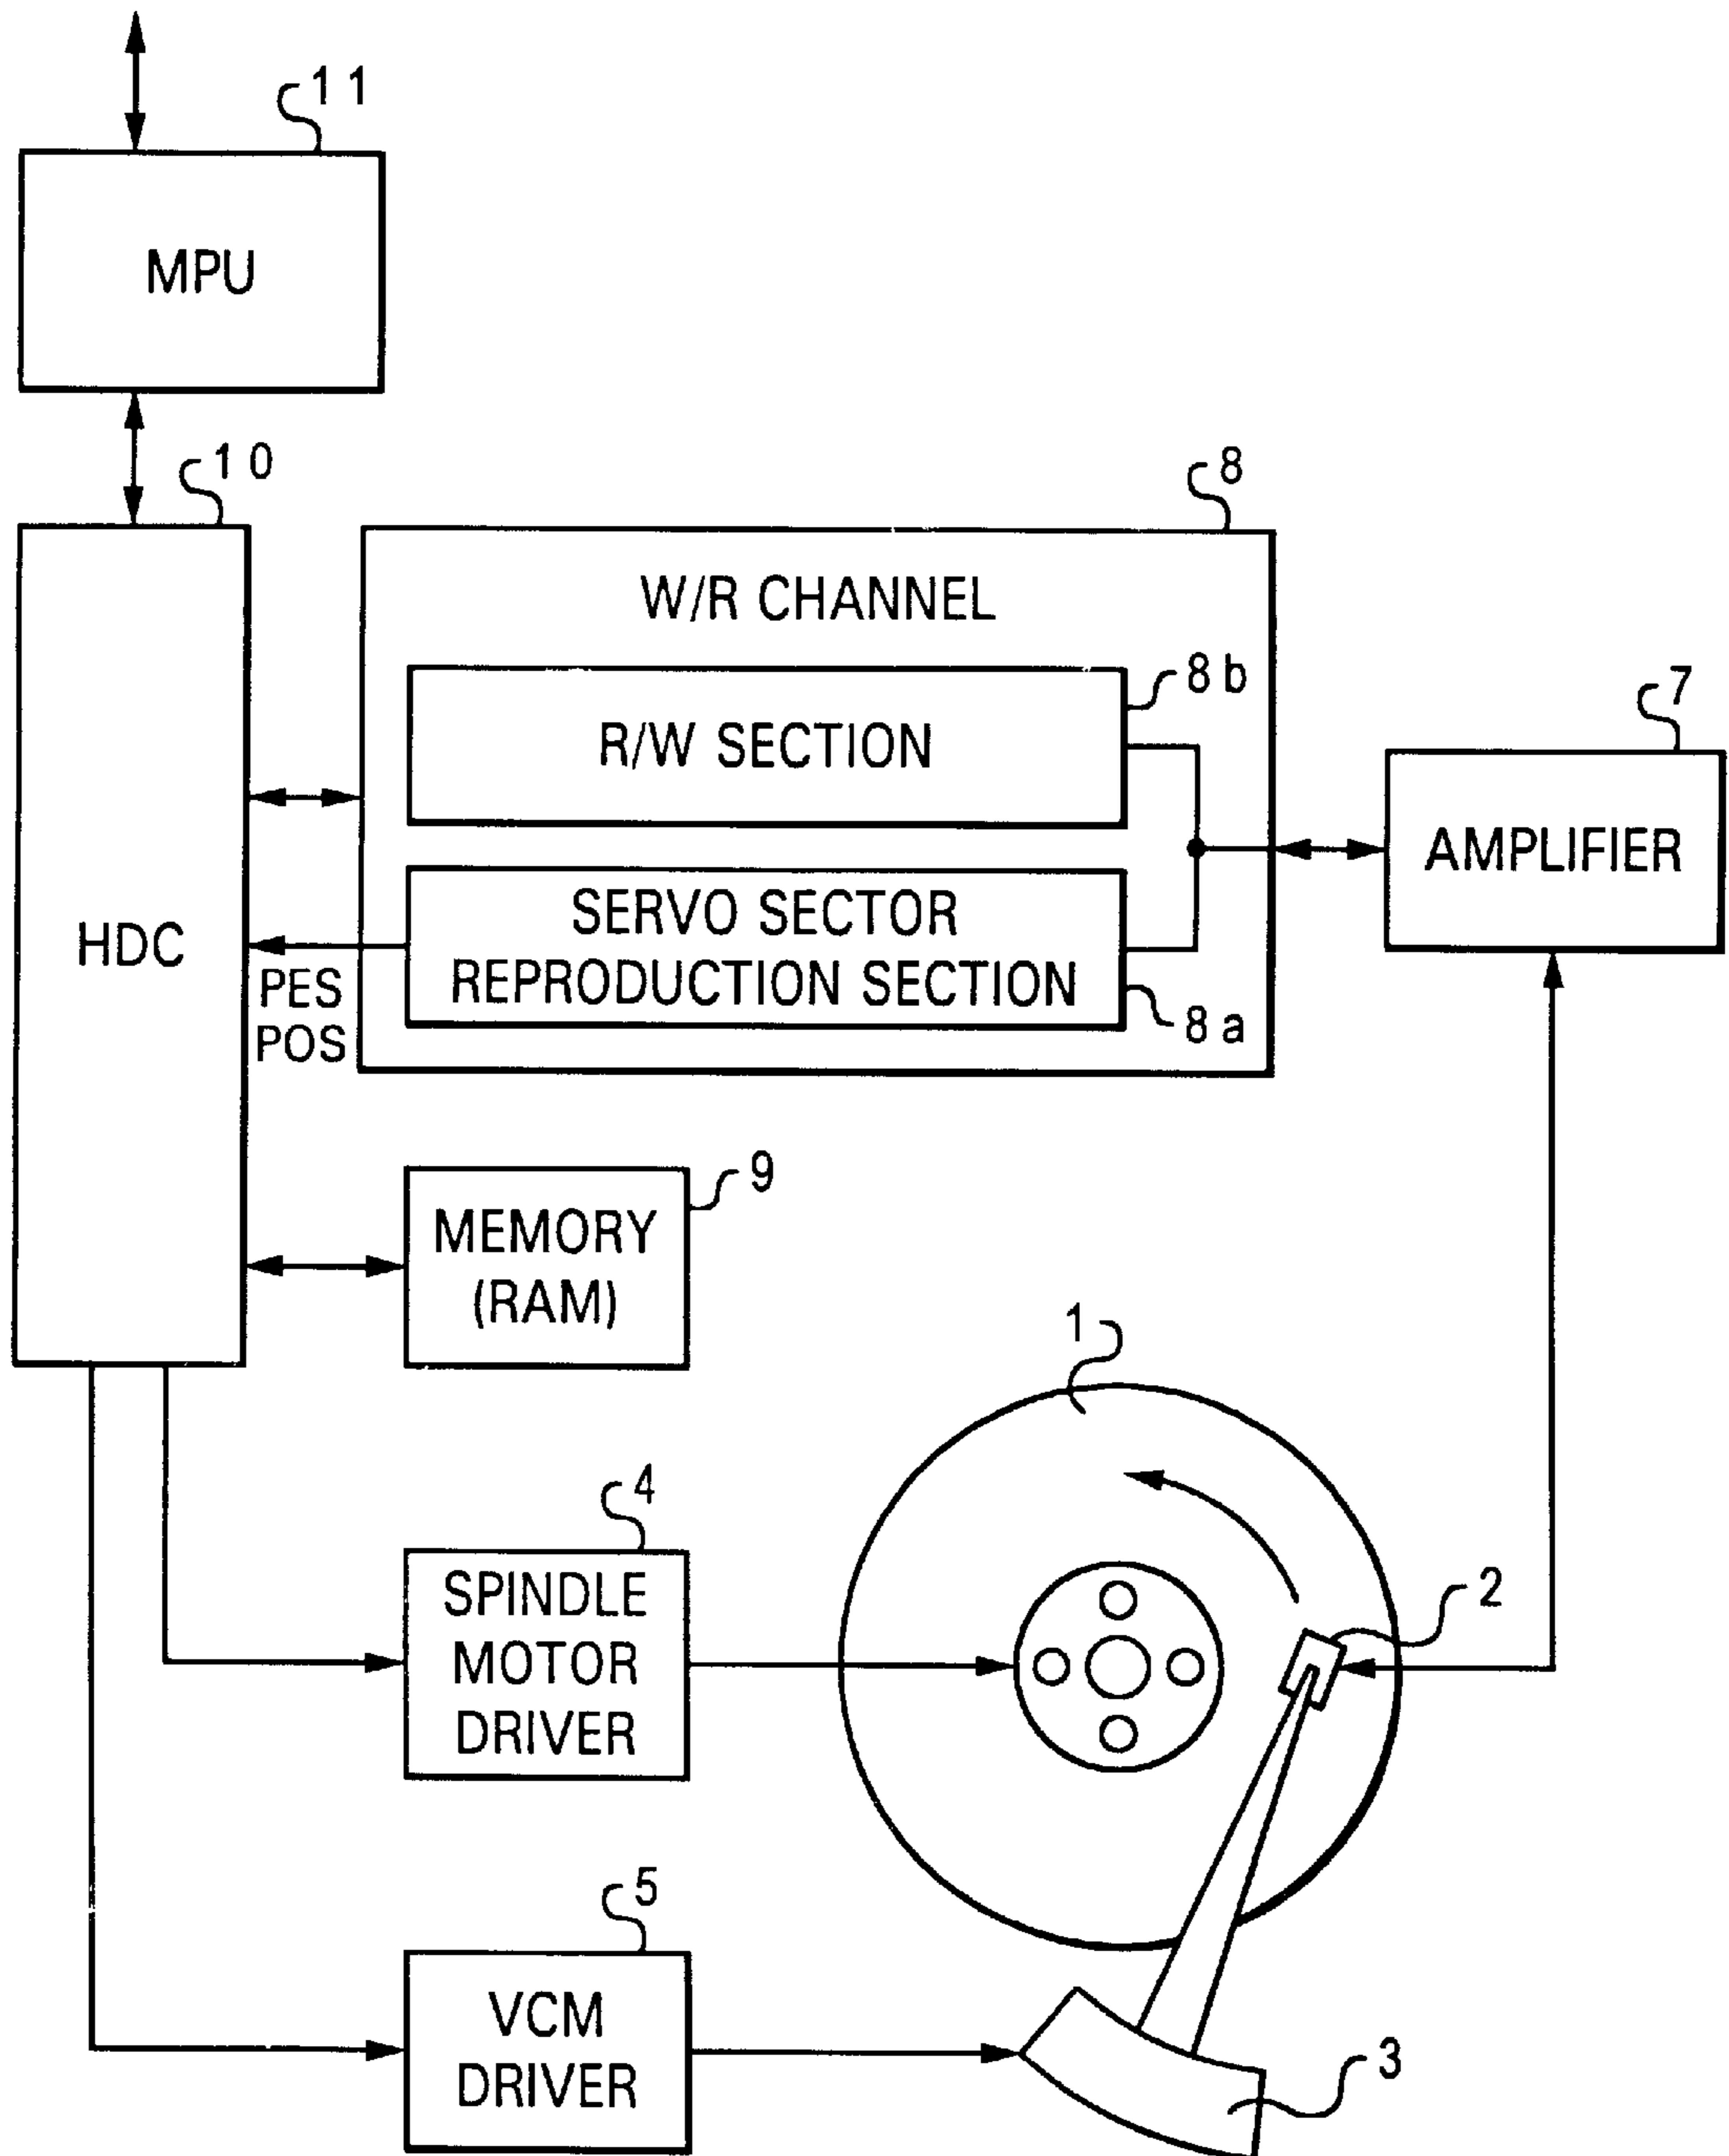 11
MPU
10
8
W/R CHANNEL
8b
R/W SECTION
7
AMPLIFIER
HDC
SERVO SECTOR
REPRODUCTION SECTION
8a
PES
POS
9
MEMORY
(RAM)
1
4
SPINDLE
MOTOR
DRIVER
2
5
VCM
DRIVER
3